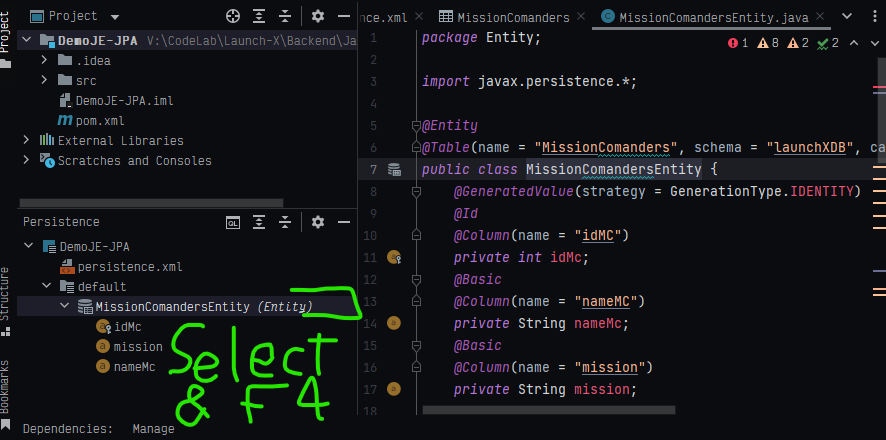 Project
Project
DemoJE-JPA V:\CodeLab\Launch-X\Backend\Ja
.idea
src
DemoJE-JPA.iml
pom.xml
External Libraries
Scratches and Consoles
Persistence
QL
DemoJE-JPA
persistence.xml
default
MissionComandersEntity (Entity)
idMc
mission
nameMc
Select
& F4
Structure
Bookmarks
Dependencies: Manage
nce.xml MissionComanders MissionComandersEntity.java
1 8 2 2
1 package Entity;
2
3 import javax.persistence.*;
4
5 @Entity
6 @Table(name = "MissionComanders", schema = "launchXDB", ca
7 public class MissionComandersEntity {
8 @GeneratedValue(strategy = GenerationType.IDENTITY)
9 @Id
10 @Column(name = "idMC")
11 private int idMc;
12 @Basic
13 @Column(name = "nameMC")
14 private String nameMc;
15 @Basic
16 @Column(name = "mission")
17 private String mission;
18